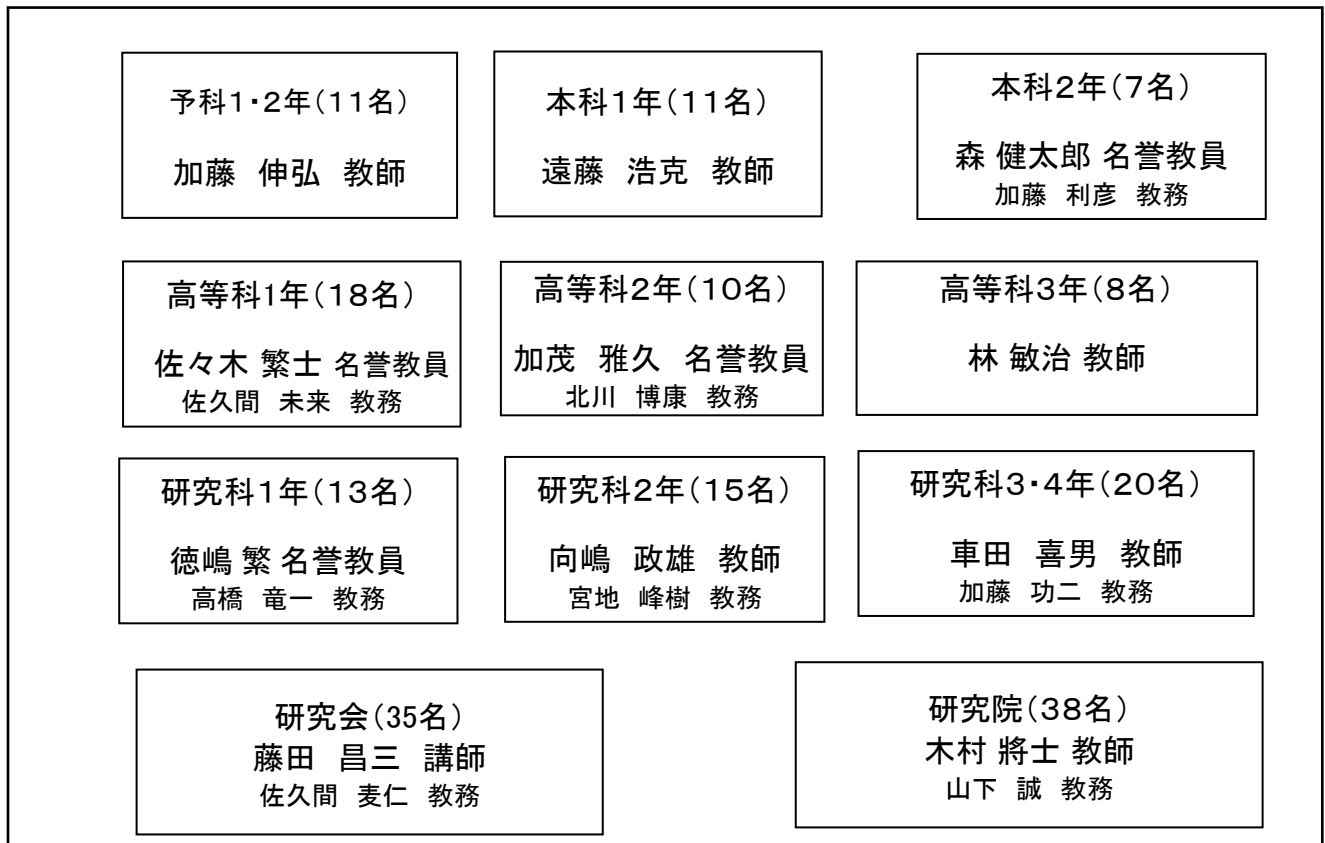 予科1・2年(11名)
加藤 伸弘 教師
本科1年(11名)
遠藤 浩克 教師
本科2年(7名)
森 健太郎 名誉教員
加藤 利彦 教務
高等科1年(18名)
佐々木 繁士 名誉教員
佐久間 未来 教務
高等科2年(10名)
加茂 雅久 名誉教員
北川 博康 教務
高等科3年(8名)
林 敏治 教師
研究科1年(13名)
徳嶋 繁 名誉教員
高橋 竜一 教務
研究科2年(15名)
向嶋 政雄 教師
宮地 峰樹 教務
研究科3・4年(20名)
車田 喜男 教師
加藤 功二 教務
研究会(35名)
藤田 昌三 講師
佐久間 麦仁 教務
研究院(38名)
木村 將士 教師
山下 誠 教務